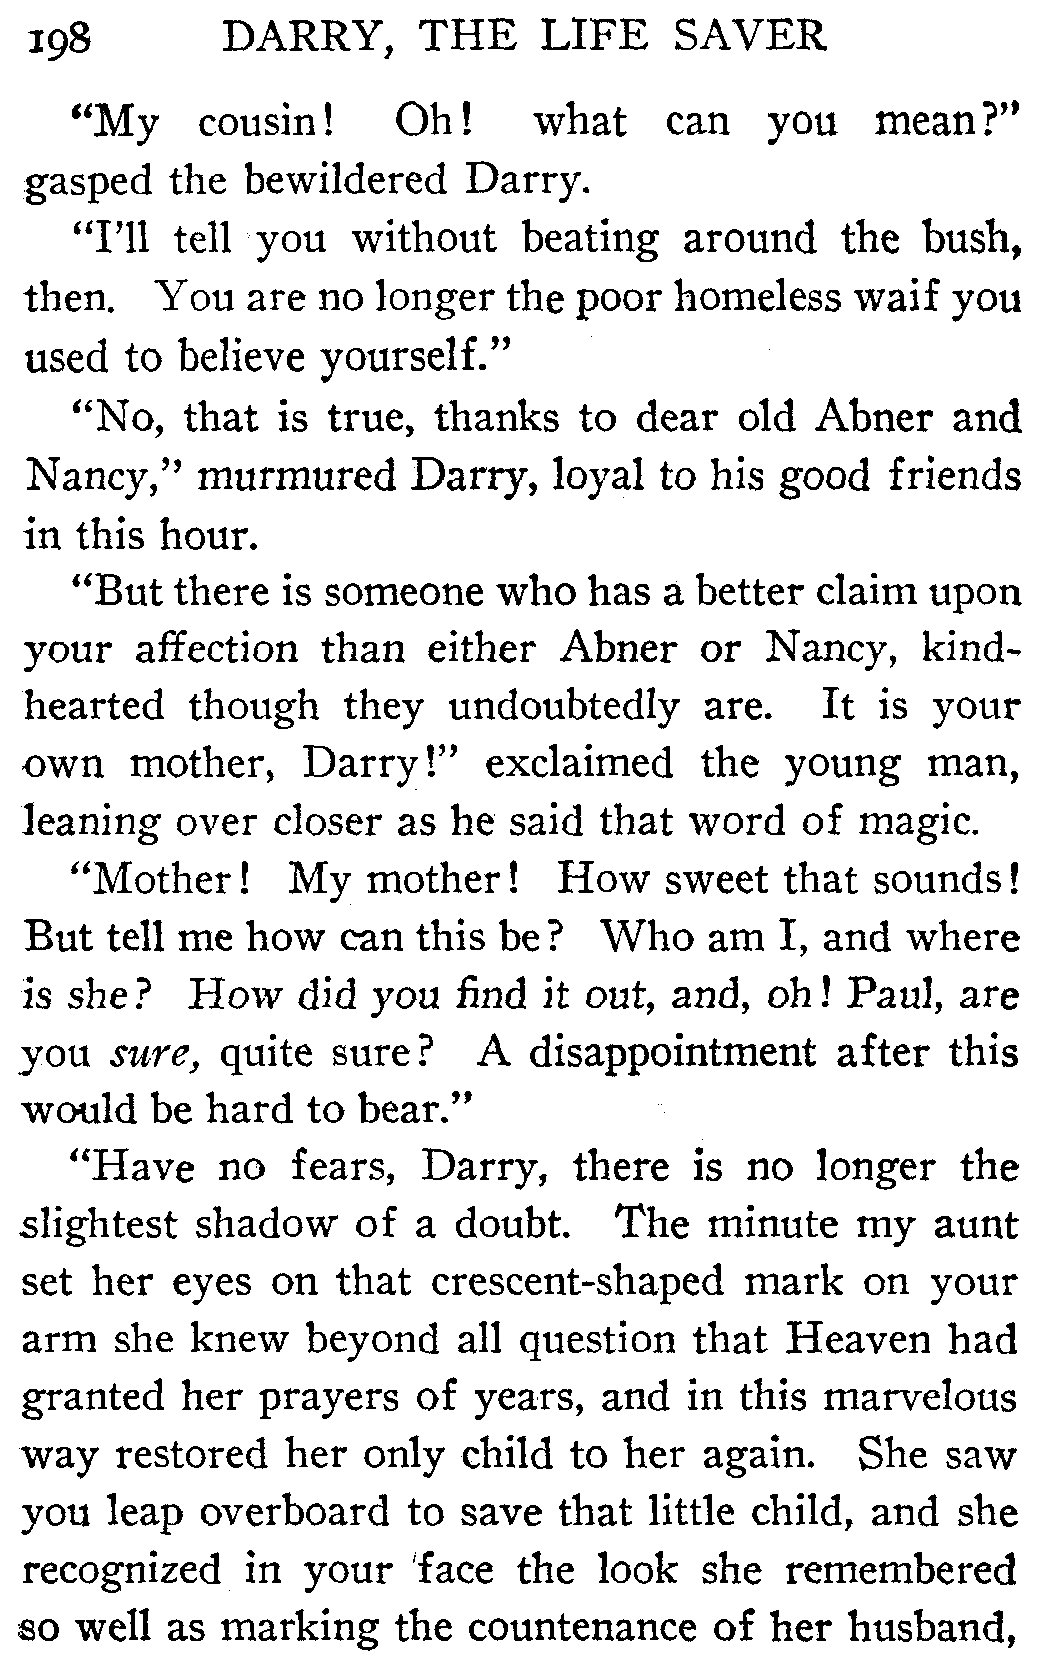 198 DARRY, THE LIFE SAVER
“My cousin! Oh! what can you mean?”
gasped the bewildered Darry.
“I’ll tell you without beating around the bush,
then. You are no longer the poor homeless waif you
used to believe yourself.”
“No, that is true, thanks to dear old Abner and
Nancy,” murmured Darry, loyal to his good friends
in this hour.
“But there is someone who has a better claim upon
your affection than either Abner or Nancy, kind-
hearted though they undoubtedly are. It is your
own mother, Darry!” exclaimed the young man,
leaning over closer as he said that word of magic.
“Mother! My mother! How sweet that sounds!
But tell me how can this be? Who am I, and where
is she? How did you find it out, and, oh! Paul, are
you sure, quite sure? A disappointment after this
would be hard to bear.”
“Have no fears, Darry, there is no longer the
slightest shadow of a doubt. The minute my aunt
set her eyes on that crescent-shaped mark on your
arm she knew beyond all question that Heaven had
granted her prayers of years, and in this marvelous
way restored her only child to her again. She saw
you leap overboard to save that little child, and she
recognized in your face the look she remembered
so well as marking the countenance of her husband,